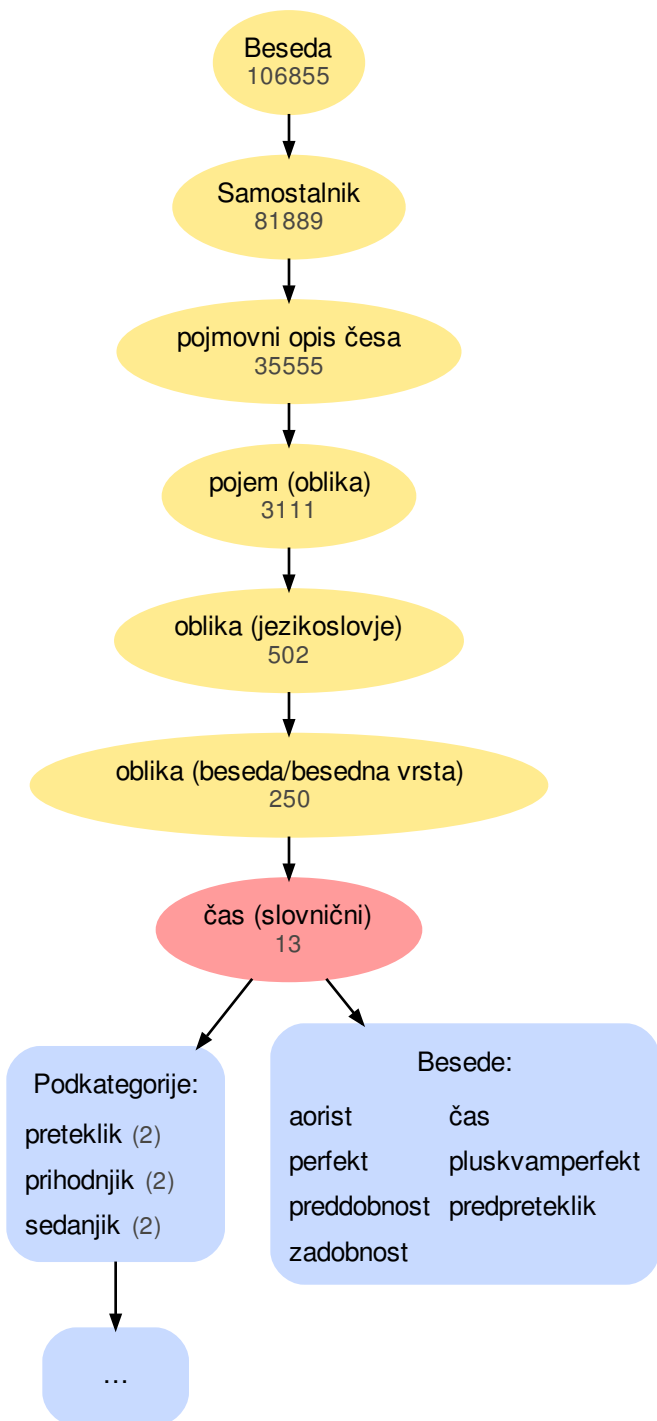 Beseda
106855
Samostalnik
81889
pojmovni opis česa
35555
pojem (oblika)
3111
oblika (jezikoslovje)
502
oblika (beseda/besedna vrsta)
250
čas (slovnični)
13
Podkategorije:
preteklik (2)
prihodnjik (2)
sedanjik (2)
Besede:
aorist čas
perfekt pluskvamperfekt
preddobnost predpreteklik
zadobnost
...